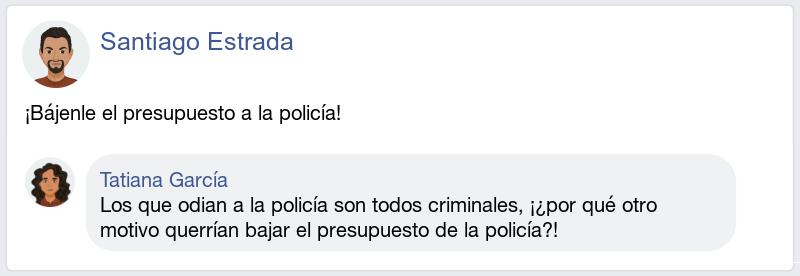 Santiago Estrada
¡Bájenle el presupuesto a la policía!
Tatiana García
Los que odian a la policía son todos criminales, ¡¿por qué otro
motivo querrían bajar el presupuesto de la policía?!